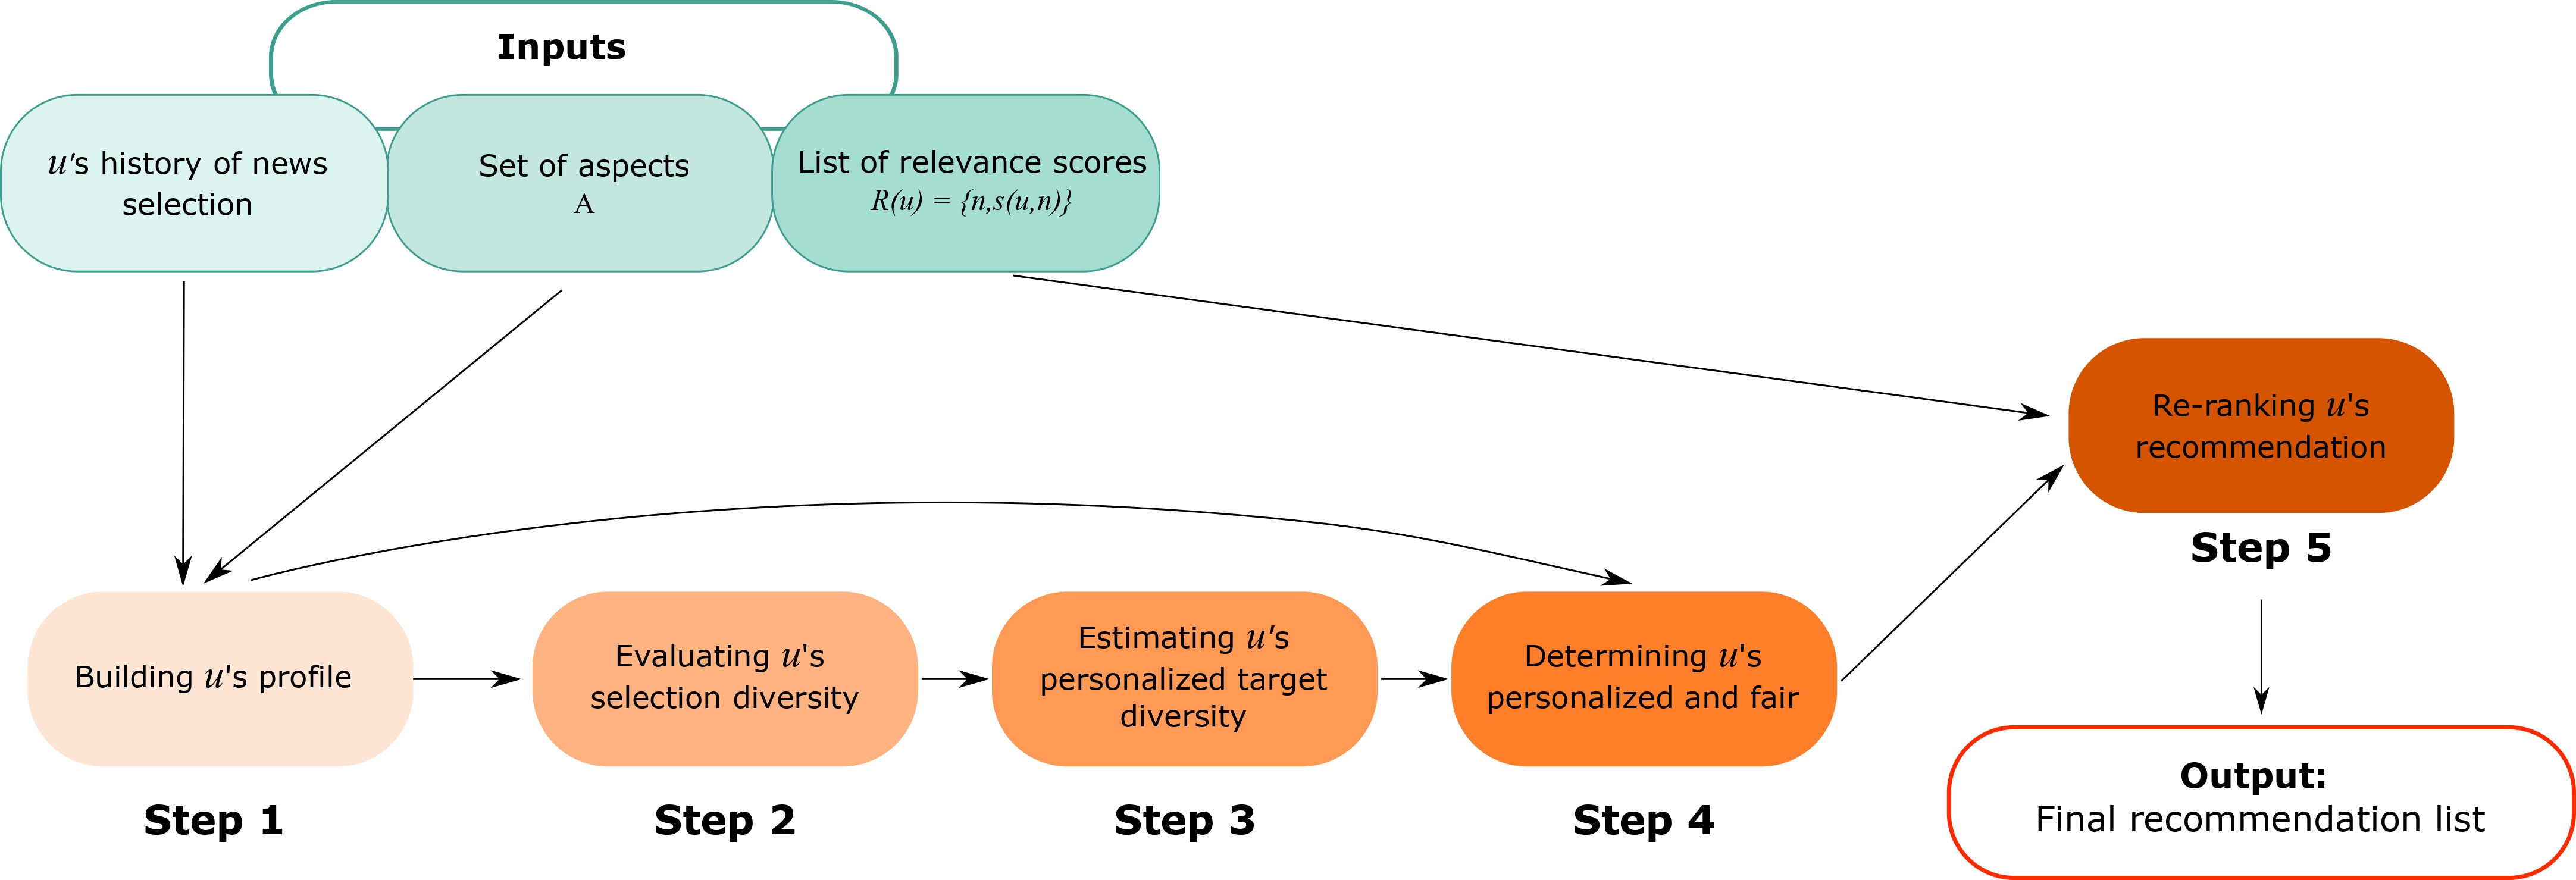 Inputs
u's history of news
selection
Set of aspects
A
List of relevance scores
R(u) = {n,s(u,n)}
Re-ranking u's
recommendation
Step 5
Building u's profile
Step 1
Evaluating u's
selection diversity
Step 2
Estimating u's
personalized target
diversity
Step 3
Determining u's
personalized and fair
Step 4
Output:
Final recommendation list